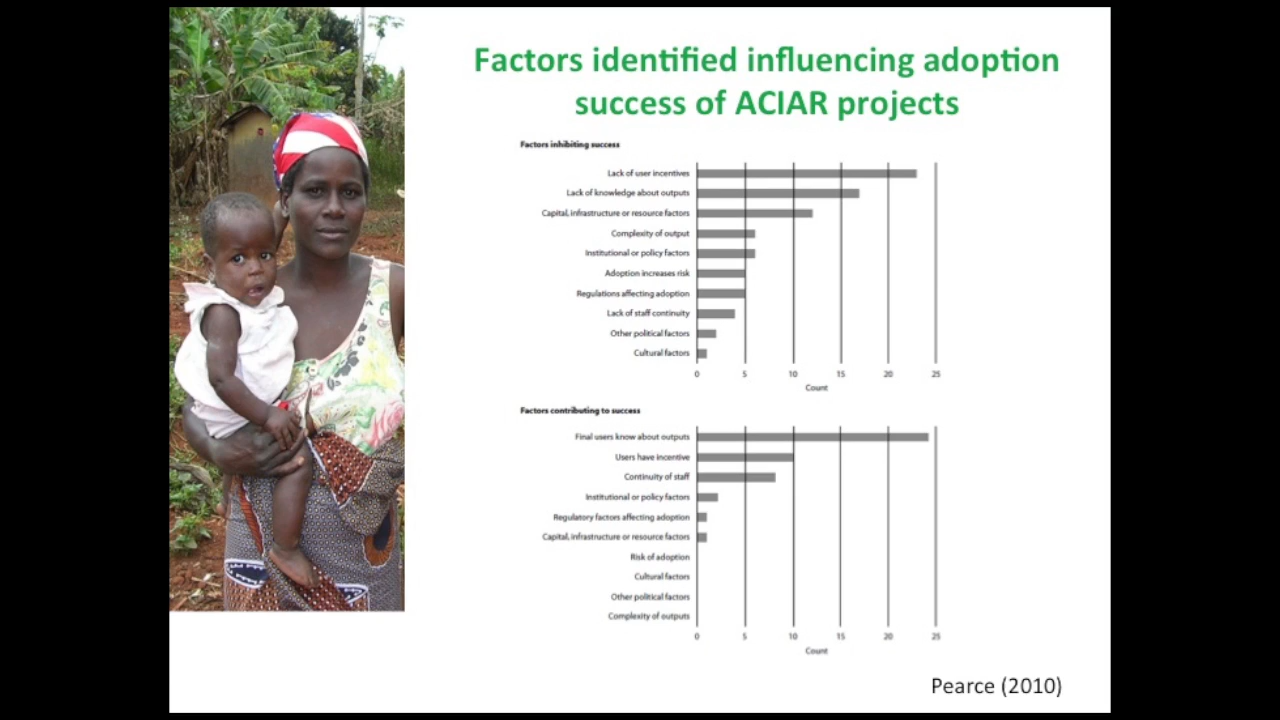 Factors identified influencing adoption
success of ACIAR projects
Factors inhibiting success
Lack of user incentives
Lack of knowledge about outputs
Capital, infrastructure or resource factors
Complexity of output
Institutional or policy factors
Adoption increases risk
Regulations affecting adoption
Lack of staff continuity
Other political factors
Cultural factors
0 5 10 15 20 25
Count
Factors contributing to success
Final users know about outputs
Users have incentive
Continuity of staff
Institutional or policy factors
Regulatory factors affecting adoption
Capital, infrastructure or resource factors
Risk of adoption
Cultural factors
Other political factors
Complexity of outputs
0 5 10 15 20 25
Count
Pearce (2010)